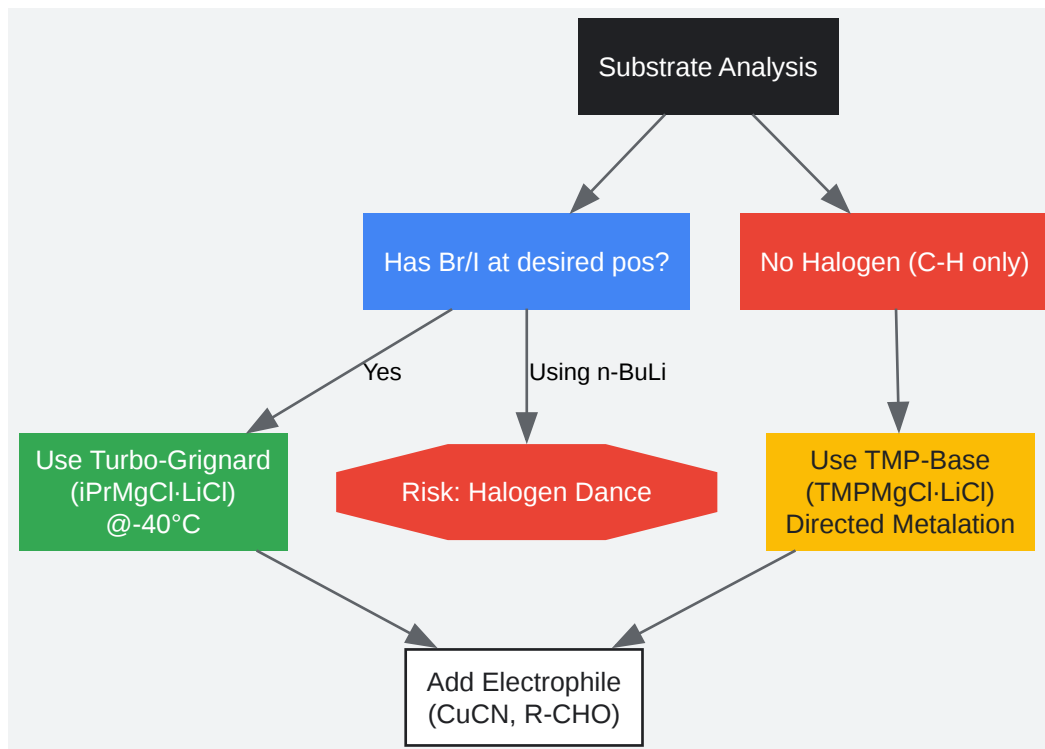 Substrate Analysis
Has Br/I at desired pos?
No Halogen (C-H only)
Yes
Using n-BuLi
Use Turbo-Grignard
(iPrMgCl·LiCl)
@-40°C
Risk: Halogen Dance
Use TMP-Base
(TMPMgCl·LiCl)
Directed Metalation
Add Electrophile
(CuCN, R-CHO)